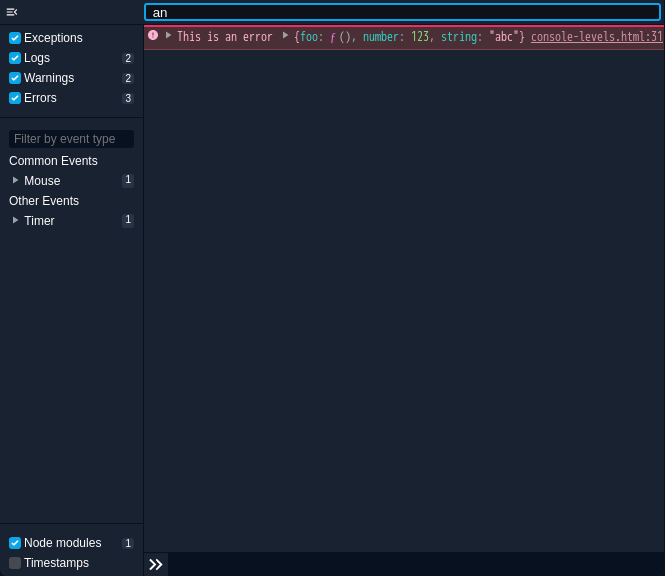 an
Exceptions
Logs 2
Warnings 2
Errors 3
Filter by event type
Common Events
Mouse 1
Other Events
Timer 1
Node modules 1
Timestamps
This is an error {foo: ƒ (), number: 123, string: "abc"} console-levels.html:31